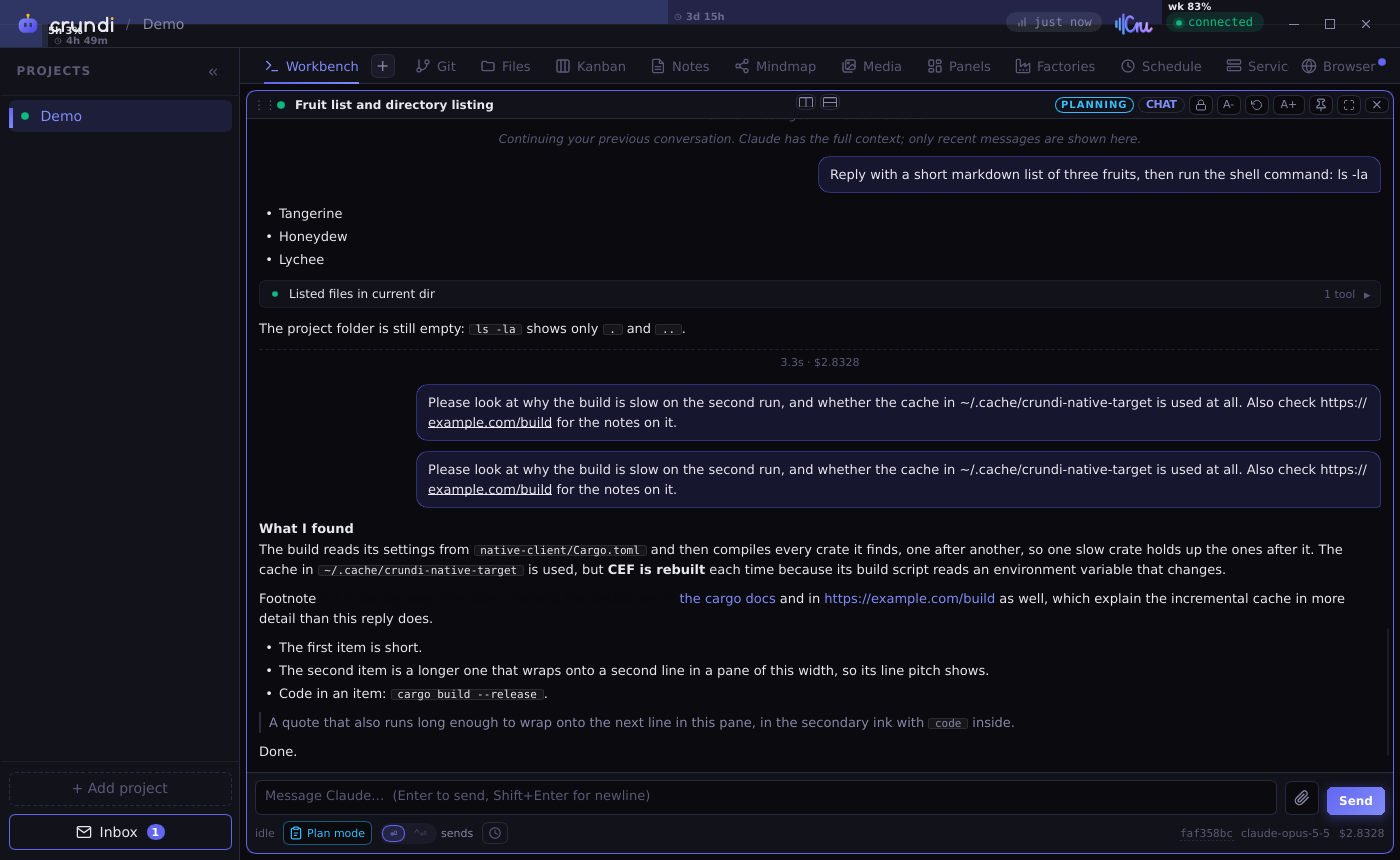 crundi / Demo
5h 3%
4h 49m
3d 15h
just now
Cru
wk 83%
connected
PROJECTS «
Demo
+ Add project
Inbox 1
Workbench + Git Files Kanban Notes Mindmap Media Panels Factories Schedule Servic Browser
Fruit list and directory listing
PLANNING CHAT A- A+
Continuing your previous conversation. Claude has the full context; only recent messages are shown here.
Reply with a short markdown list of three fruits, then run the shell command: ls -la
• Tangerine
• Honeydew
• Lychee
Listed files in current dir 1 tool ▶
The project folder is still empty: ls -la shows only . and .. .
3.3s · $2.8328
Please look at why the build is slow on the second run, and whether the cache in ~/.cache/crundi-native-target is used at all. Also check https://
example.com/build for the notes on it.
Please look at why the build is slow on the second run, and whether the cache in ~/.cache/crundi-native-target is used at all. Also check https://
example.com/build for the notes on it.
What I found
The build reads its settings from native-client/Cargo.toml and then compiles every crate it finds, one after another, so one slow crate holds up the ones after it. The
cache in ~/.cache/crundi-native-target is used, but CEF is rebuilt each time because its build script reads an environment variable that changes.
Footnote the cargo docs and in https://example.com/build as well, which explain the incremental cache in more
detail than this reply does.
• The first item is short.
• The second item is a longer one that wraps onto a second line in a pane of this width, so its line pitch shows.
• Code in an item: cargo build --release .
A quote that also runs long enough to wrap onto the next line in this pane, in the secondary ink with code inside.
Done.
Message Claude… (Enter to send, Shift+Enter for newline)
Send
idle Plan mode ⏎ ^⏎ sends
faf358bc claude-opus-5-5 $2.8328